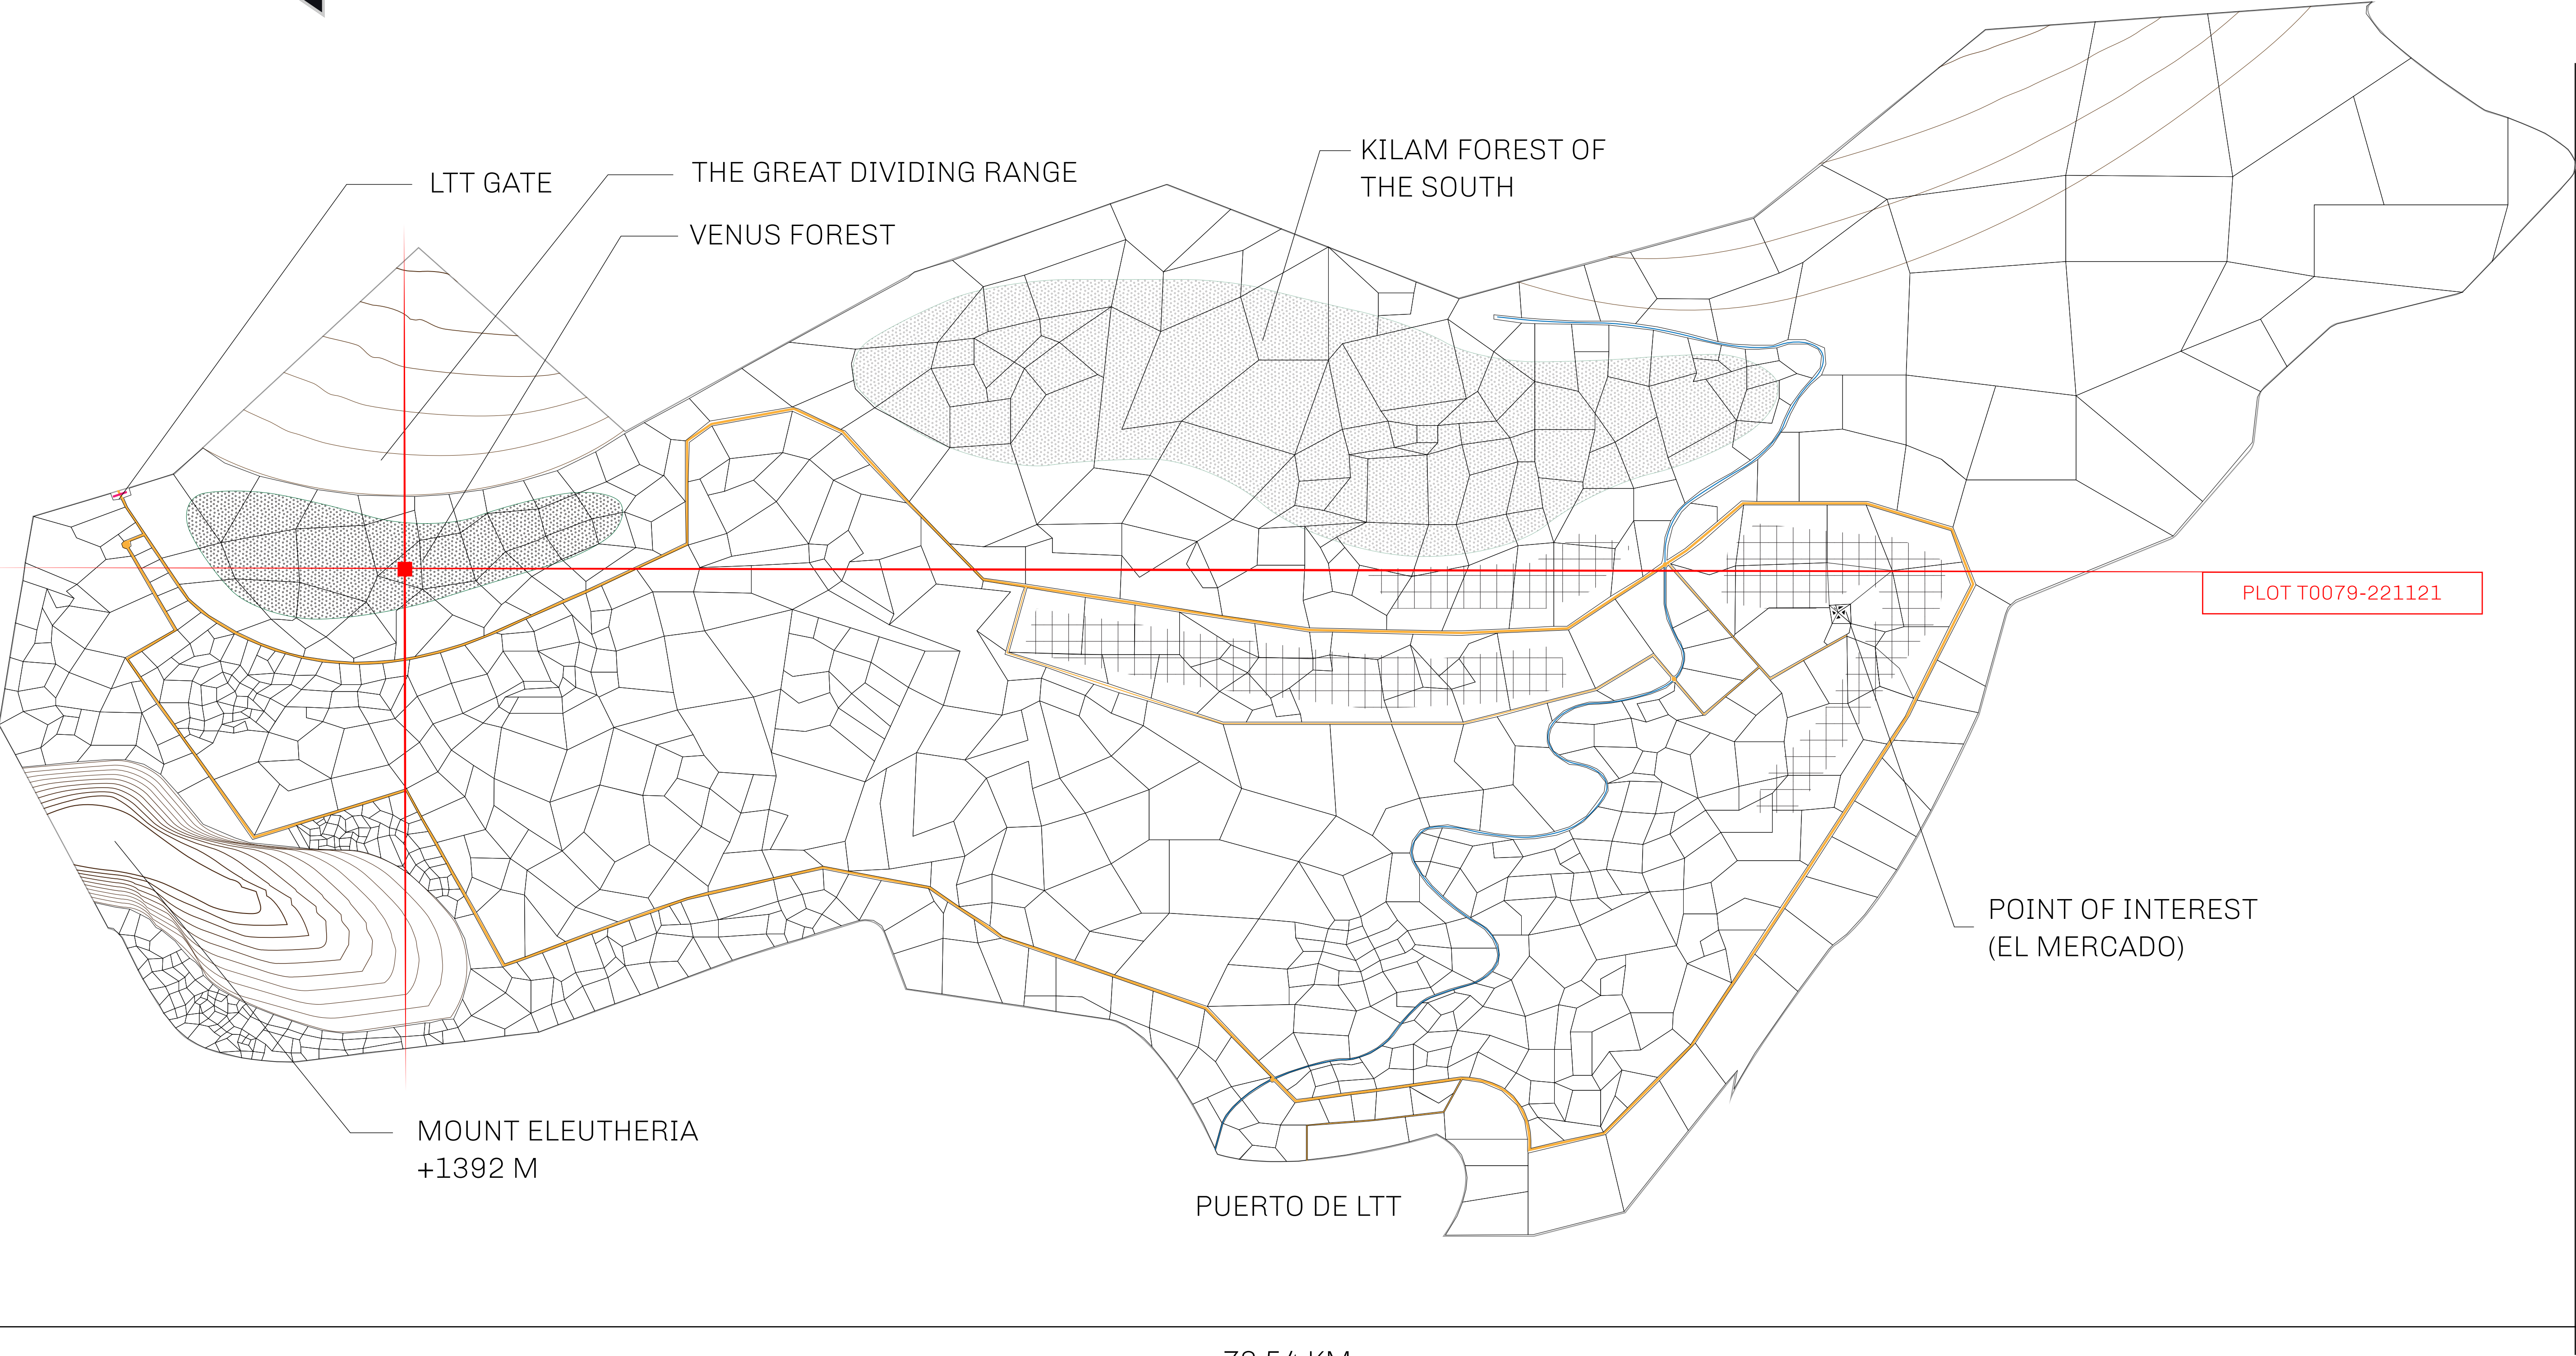 KILAM FOREST OF
THE SOUTH
THE GREAT DIVIDING RANGE
LTT GATE
VENUS FOREST
PLOT T0079-221121
POINT OF INTEREST
(EL MERCADO)
MOUNT ELEUTHERIA
+1392 M
PUERTO DE LTT